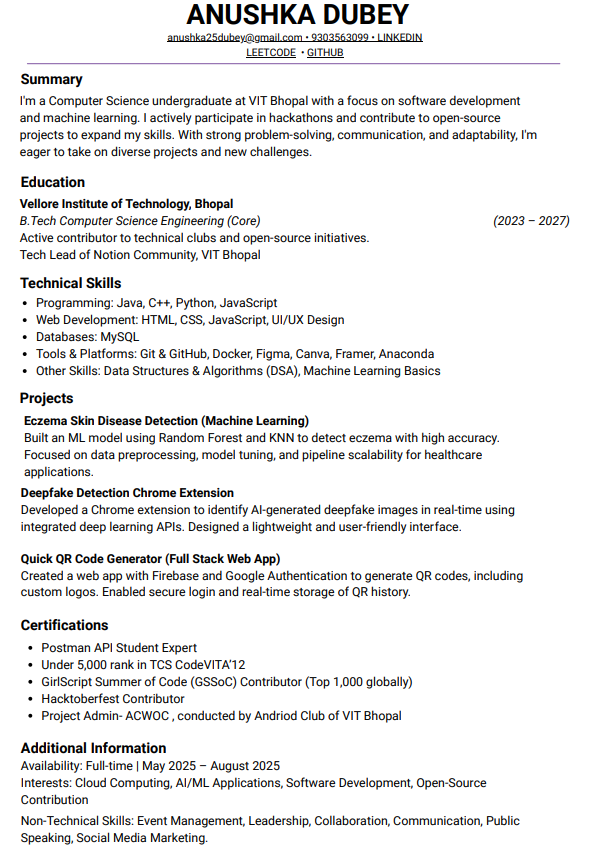 ANUSHKA DUBEY
anushka25dubey@gmail.com • 9303563099 • LINKEDIN
LEETCODE • GITHUB
Summary
I'm a Computer Science undergraduate at VIT Bhopal with a focus on software development
and machine learning. I actively participate in hackathons and contribute to open-source
projects to expand my skills. With strong problem-solving, communication, and adaptability, I'm
eager to take on diverse projects and new challenges.
Education
Vellore Institute of Technology, Bhopal
B.Tech Computer Science Engineering (Core) (2023 – 2027)
Active contributor to technical clubs and open-source initiatives.
Tech Lead of Notion Community, VIT Bhopal
Technical Skills
• Programming: Java, C++, Python, JavaScript
• Web Development: HTML, CSS, JavaScript, UI/UX Design
• Databases: MySQL
• Tools & Platforms: Git & GitHub, Docker, Figma, Canva, Framer, Anaconda
• Other Skills: Data Structures & Algorithms (DSA), Machine Learning Basics
Projects
Eczema Skin Disease Detection (Machine Learning)
Built an ML model using Random Forest and KNN to detect eczema with high accuracy.
Focused on data preprocessing, model tuning, and pipeline scalability for healthcare
applications.
Deepfake Detection Chrome Extension
Developed a Chrome extension to identify AI-generated deepfake images in real-time using
integrated deep learning APIs. Designed a lightweight and user-friendly interface.
Quick QR Code Generator (Full Stack Web App)
Created a web app with Firebase and Google Authentication to generate QR codes, including
custom logos. Enabled secure login and real-time storage of QR history.
Certifications
• Postman API Student Expert
• Under 5,000 rank in TCS CodeVITA'12
• GirlScript Summer of Code (GSSoC) Contributor (Top 1,000 globally)
• Hacktoberfest Contributor
• Project Admin- ACWOC , conducted by Andriod Club of VIT Bhopal
Additional Information
Availability: Full-time | May 2025 – August 2025
Interests: Cloud Computing, AI/ML Applications, Software Development, Open-Source
Contribution
Non-Technical Skills: Event Management, Leadership, Collaboration, Communication, Public
Speaking, Social Media Marketing.